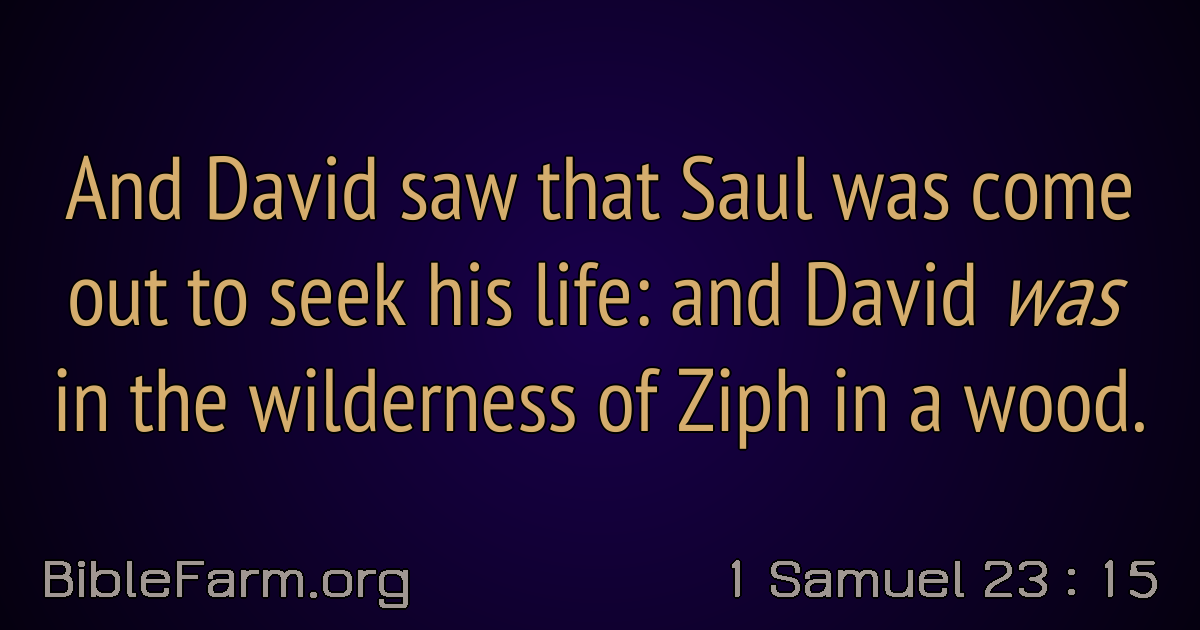 And David saw that Saul was come
out to seek his life: and David was
in the wilderness of Ziph in a wood.
BibleFarm.org
1 Samuel 23 : 15